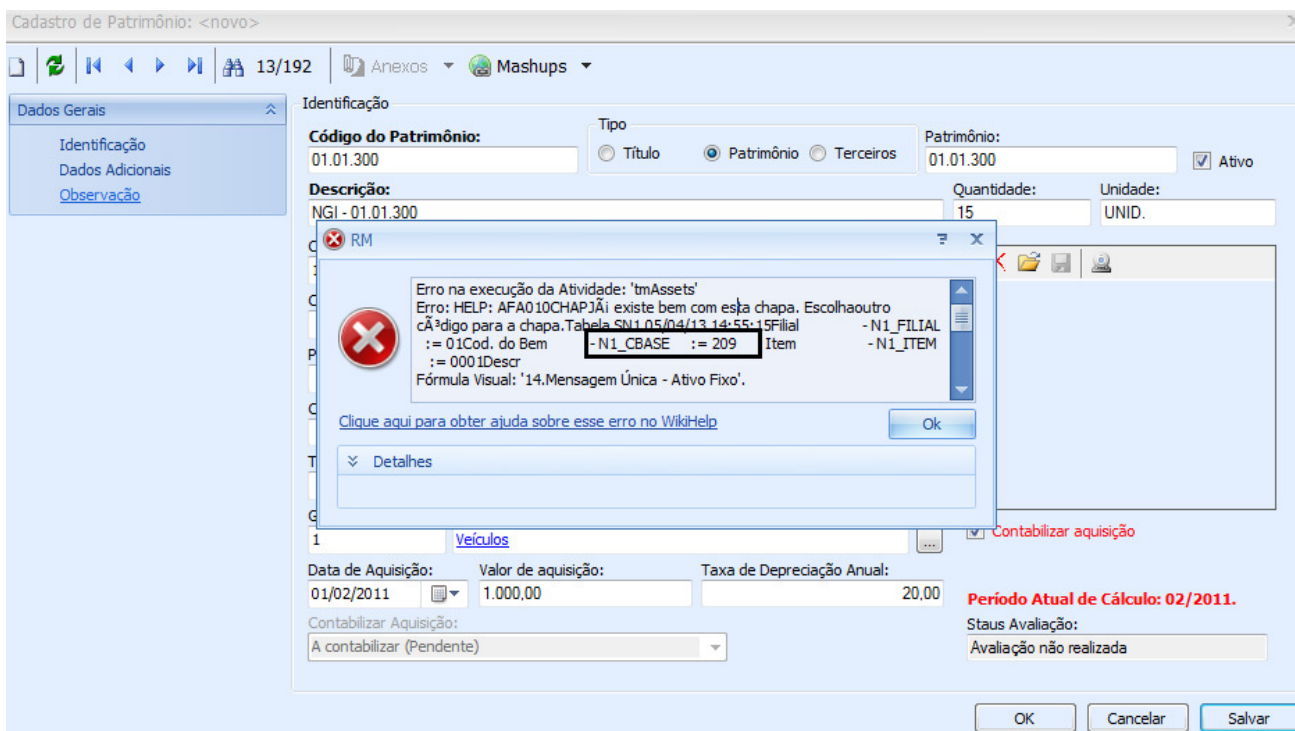 Cadastro de Patrimônio: <novo>
13/192 Anexos Mashups
Dados Gerais
Identificação
Dados Adicionais
Observação
Identificação
Código do Patrimônio:
01.01.300
Tipo
Título Patrimônio Terceiros
Patrimônio:
01.01.300
Ativo
Descrição:
NGI - 01.01.300
Quantidade:
15
Unidade:
UNID.
RM
Erro na execução da Atividade: 'tmAssets'
Erro: HELP: AFA010CHAPJÃ¡ existe bem com esta chapa. Escolhaoutro
cÃ³digo para a chapa.Tabela SN1 05/04/13 14:55:15Filial - N1_FILIAL
:= 01Cod. do Bem - N1_CBASE := 209 Item - N1_ITEM
:= 0001Descr
Fórmula Visual: '14.Mensagem Única - Ativo Fixo'.
Clique aqui para obter ajuda sobre esse erro no WikiHelp
Ok
Detalhes
1 Veículos ...
Contabilizar aquisição
Data de Aquisição:
01/02/2011
Valor de aquisição:
1.000,00
Taxa de Depreciação Anual:
20,00
Período Atual de Cálculo: 02/2011.
Contabilizar Aquisição:
A contabilizar (Pendente)
Staus Avaliação:
Avaliação não realizada
OK Cancelar Salvar